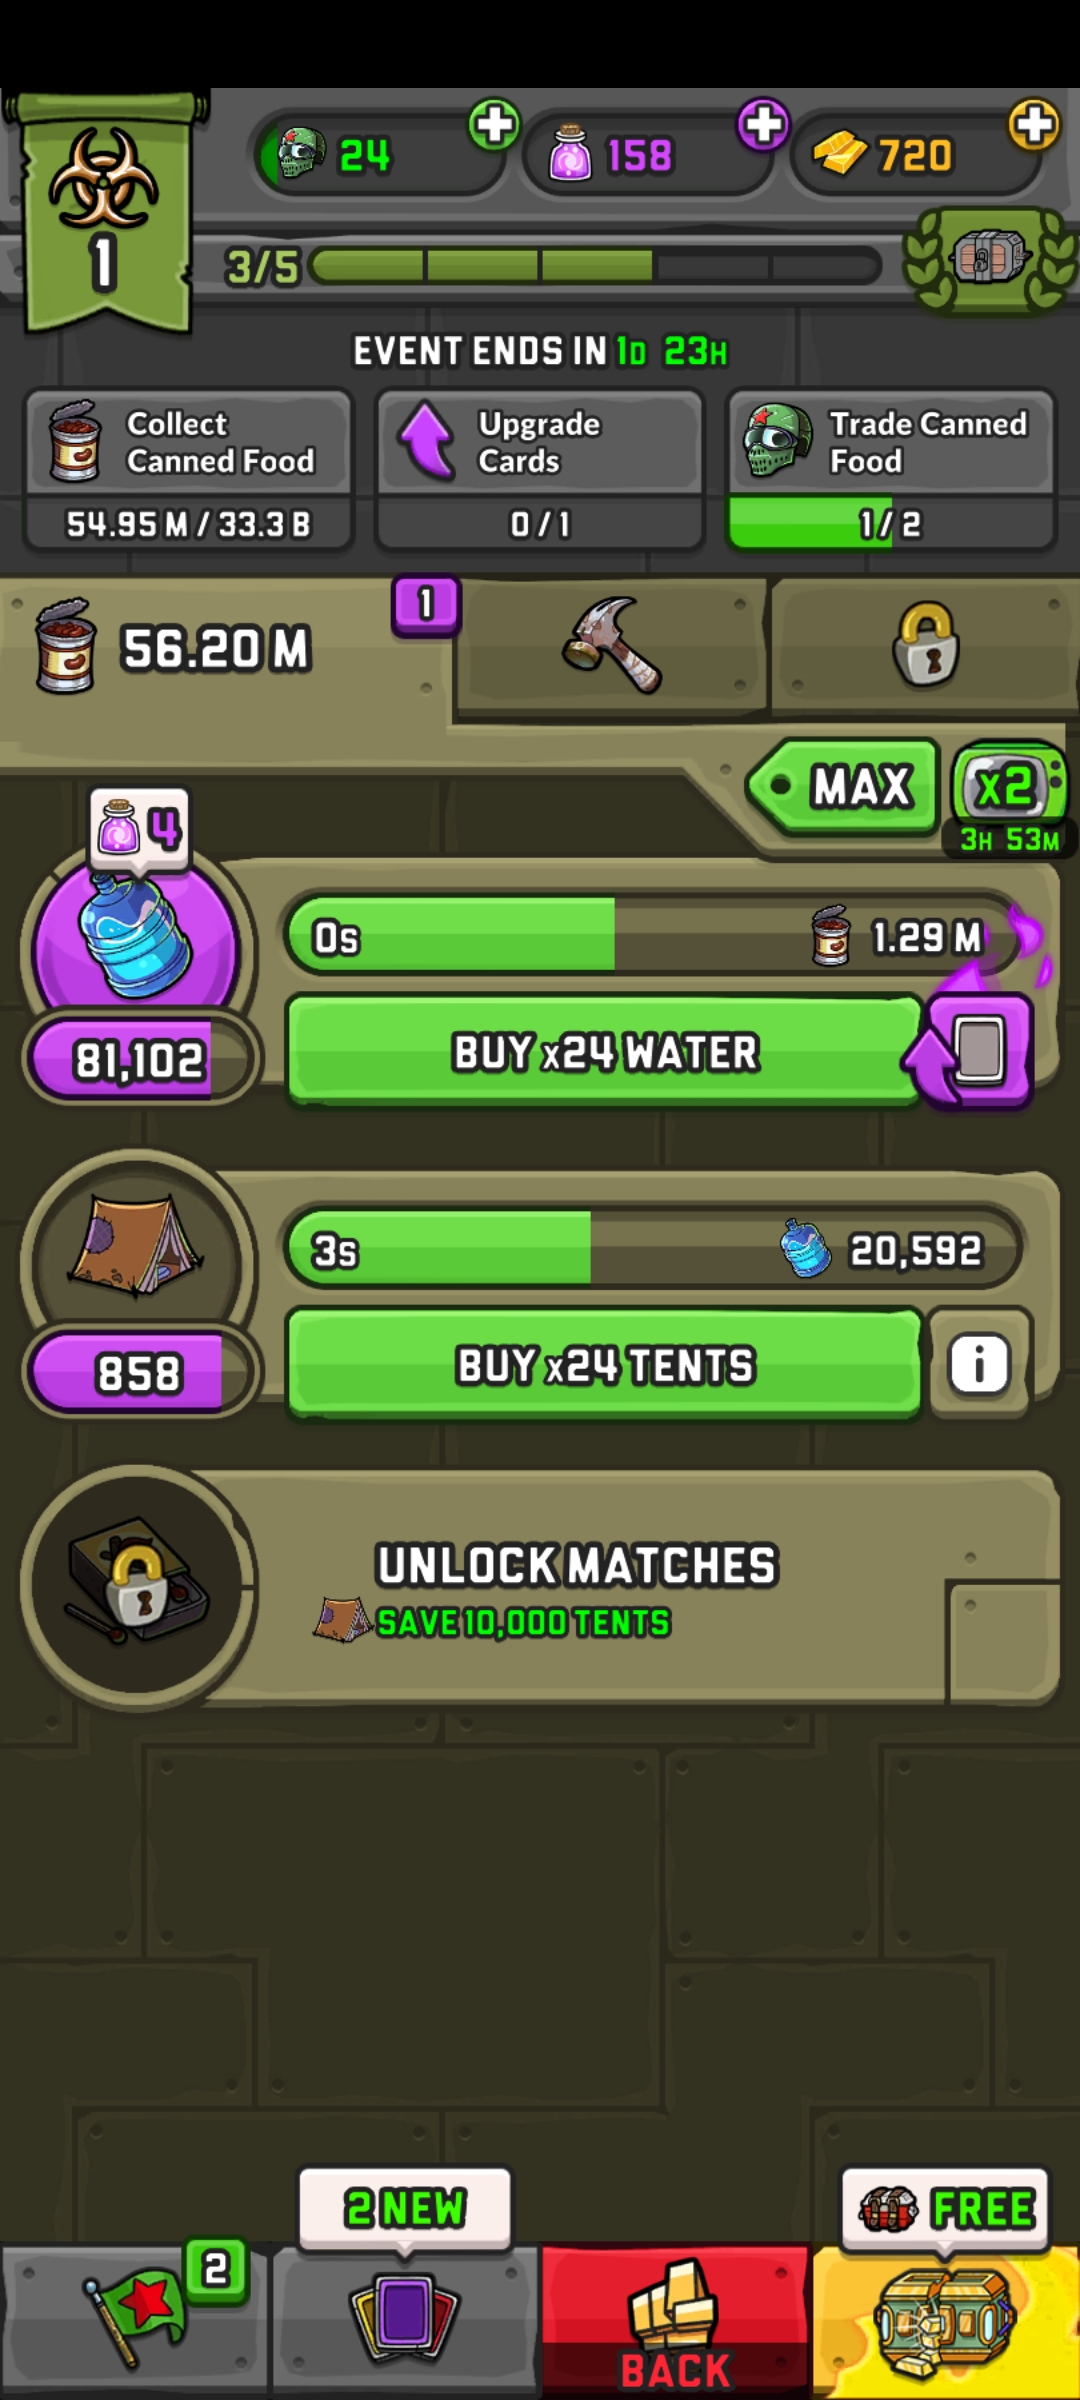 24
158
720
1
3/5
EVENT ENDS IN 1D 23H
Collect
Canned Food
54.95 M / 33.3 B
Upgrade
Cards
0 / 1
Trade Canned
Food
1 / 2
56.20 M
1
MAX
x2
3H 53M
4
0s
1.29 M
81,102
BUY x24 WATER
3s
20,592
858
BUY x24 TENTS
i
UNLOCK MATCHES
SAVE 10,000 TENTS
2 NEW
FREE
2
BACK